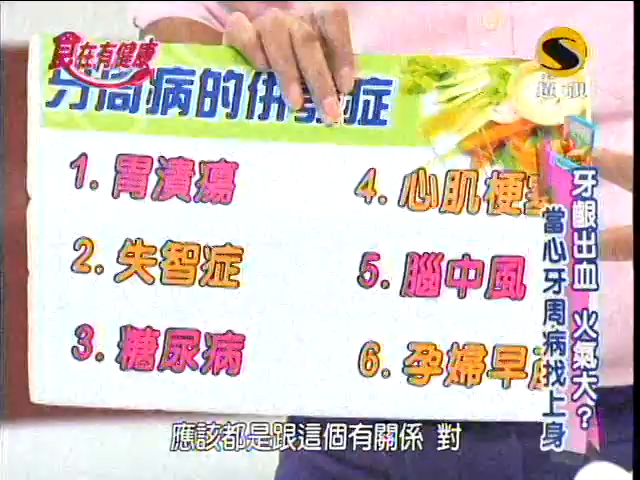 食在有健康
牙周病的併發症
1. 胃潰瘍
2. 失智症
3. 糖尿病
4. 心肌梗塞
5. 腦中風
6. 孕婦早產
牙齦出血 火氣大?
當心牙周病找上身
應該都是跟這個有關係 對